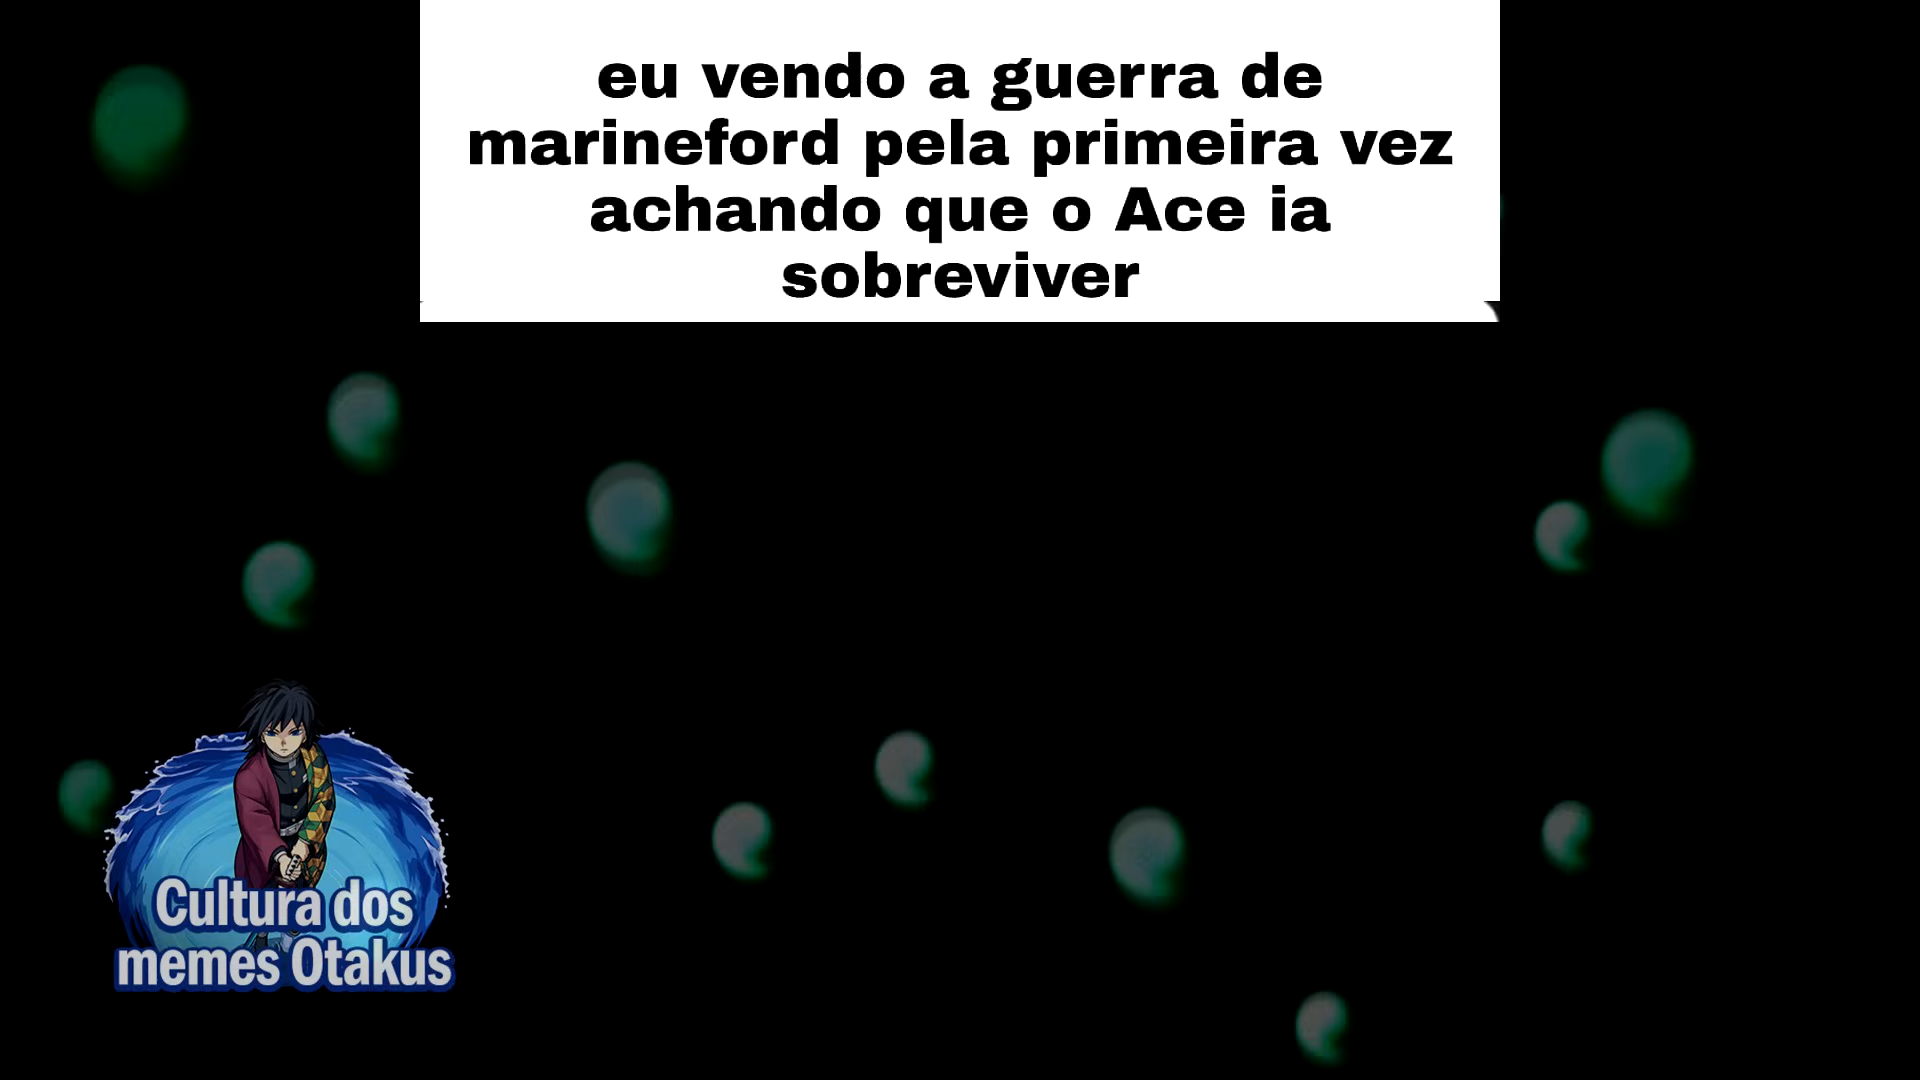 eu vendo a guerra de
marineford pela primeira vez
achando que o Ace ia
sobreviver
Cultura dos
memes Otakus